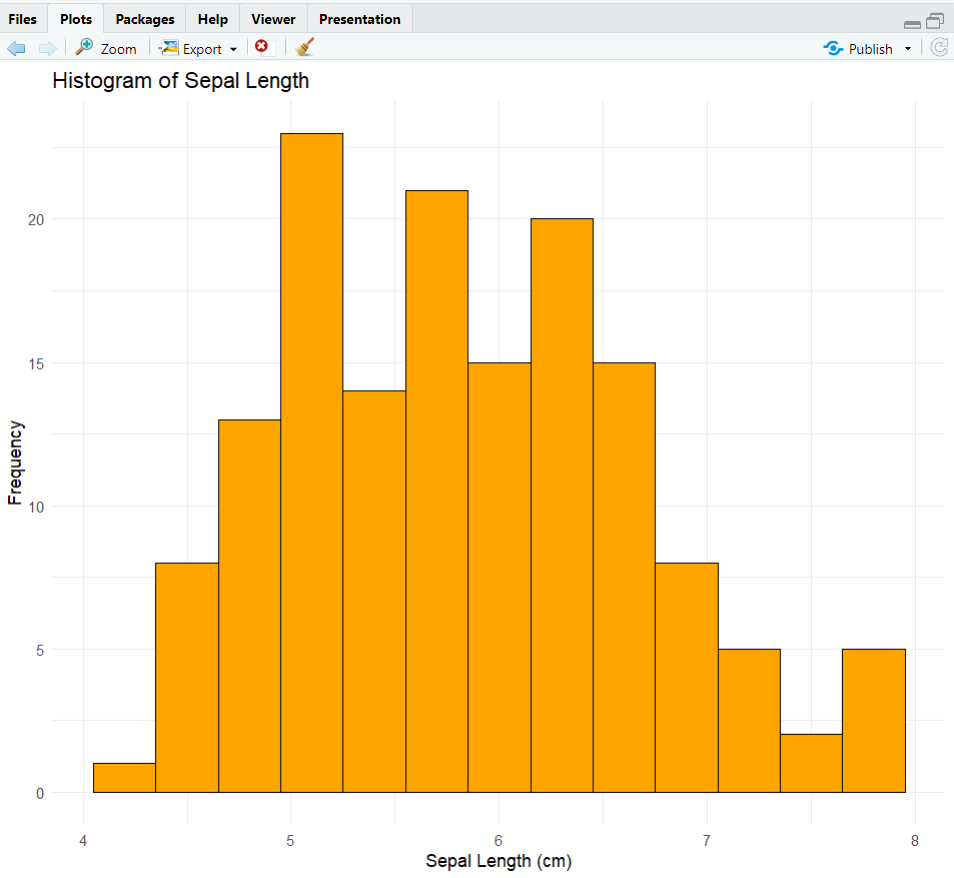 Files Plots Packages Help Viewer Presentation
Zoom Export Publish
Histogram of Sepal Length
20
15
10
5
0
Frequency
4 5 6 7 8
Sepal Length (cm)